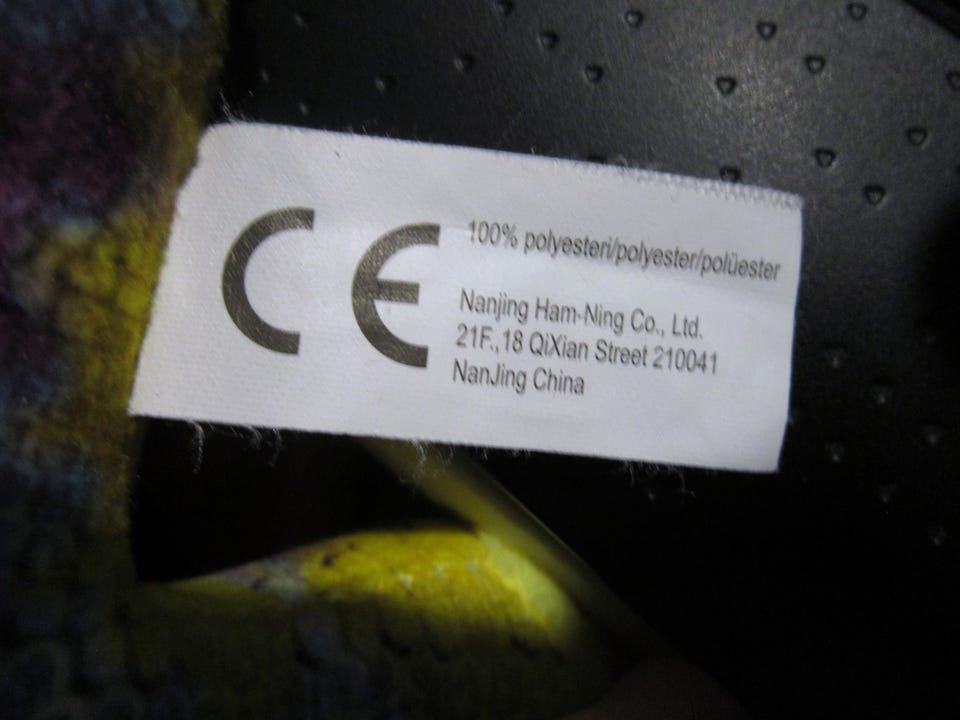 CE
100% polyesteri/polyester/polüester
Nanjing Ham-Ning Co., Ltd.
21F.,18 QiXian Street 210041
NanJing China